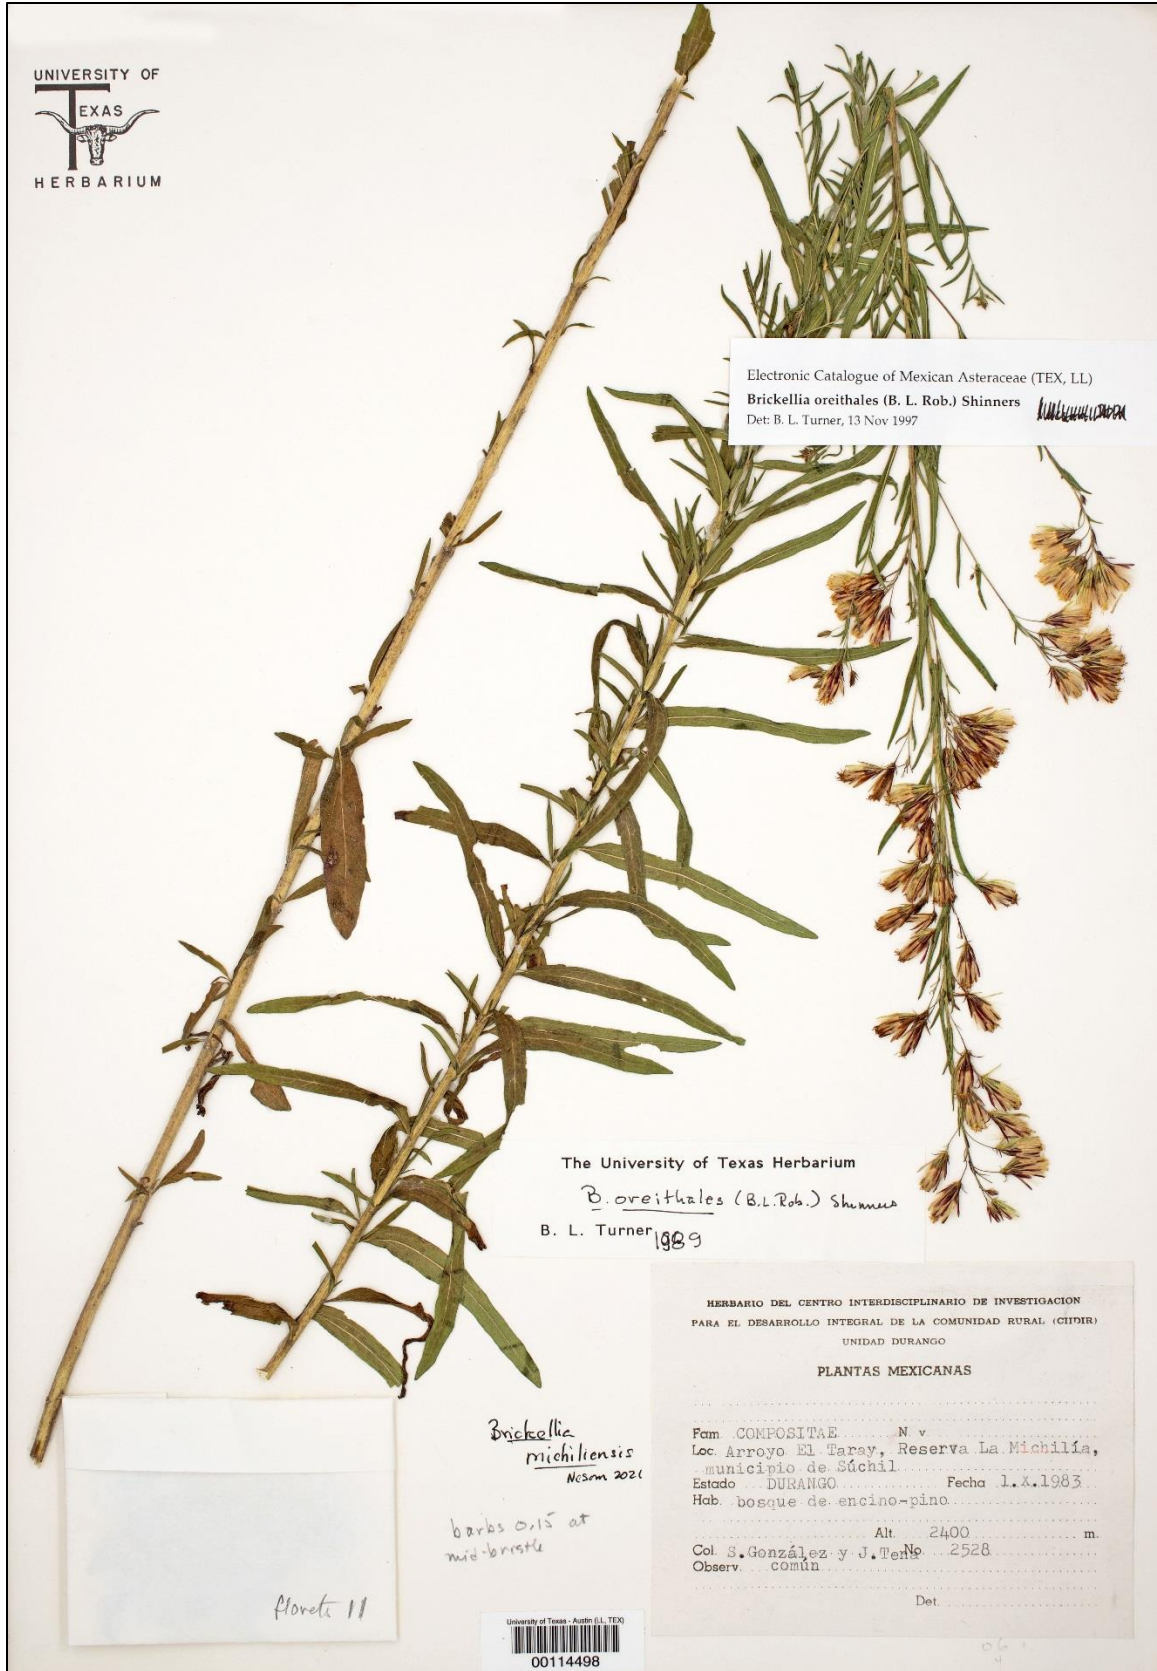 UNIVERSITY OF
TEXAS
HERBARIUM
Electronic Catalogue of Mexican Asteraceae (TEX, LL)
Brickellia oreithales (B. L. Rob.) Shinners
Det: B. L. Turner, 13 Nov 1997
The University of Texas Herbarium
B. oreithales (B.L. Rob.) Shinners
B. L. Turner 1989
HERBARIO DEL CENTRO INTERDISCIPLINARIO DE INVESTIGACION
PARA EL DESARROLLO INTEGRAL DE LA COMUNIDAD RURAL (CIIDIR)
UNIDAD DURANGO
PLANTAS MEXICANAS
Fam. COMPOSITAE N v
Loc. Arroyo El Taray, Reserva La Michilía,
municipio de Súchil
Estado DURANGO Fecha 1.X.1983
Hab. bosque de encino-pino
Alt. 2400 m.
Col. S.González y J.Tena No 2528
Observ. común
Det.
Brickellia
michiliensis
Nesom 2021
barbs 0.15 at
mid-bristle
florets 11
University of Texas - Austin (LL, TEX)
00114498